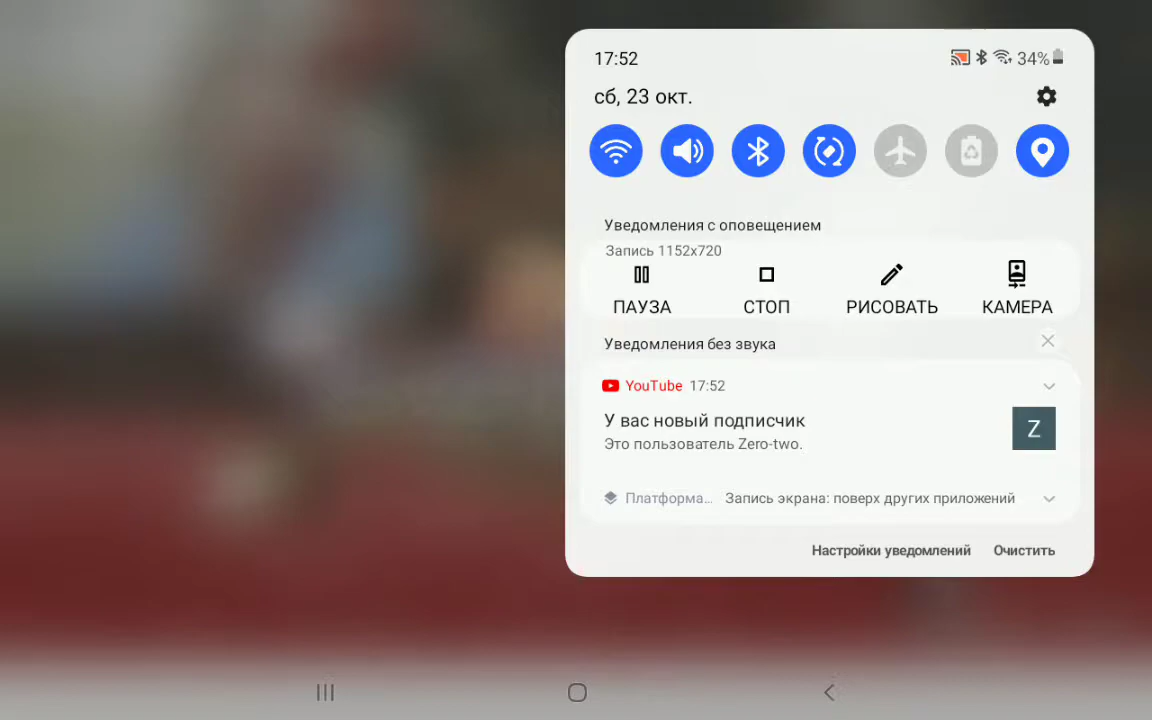 17:52
34%
сб, 23 окт.
Уведомления с оповещением
Запись 1152x720
ПАУЗА
СТОП
РИСОВАТЬ
КАМЕРА
Уведомления без звука
YouTube 17:52
У вас новый подписчик
Это пользователь Zero-two.
Z
Платформа... Запись экрана: поверх других приложений
Настройки уведомлений
Очистить